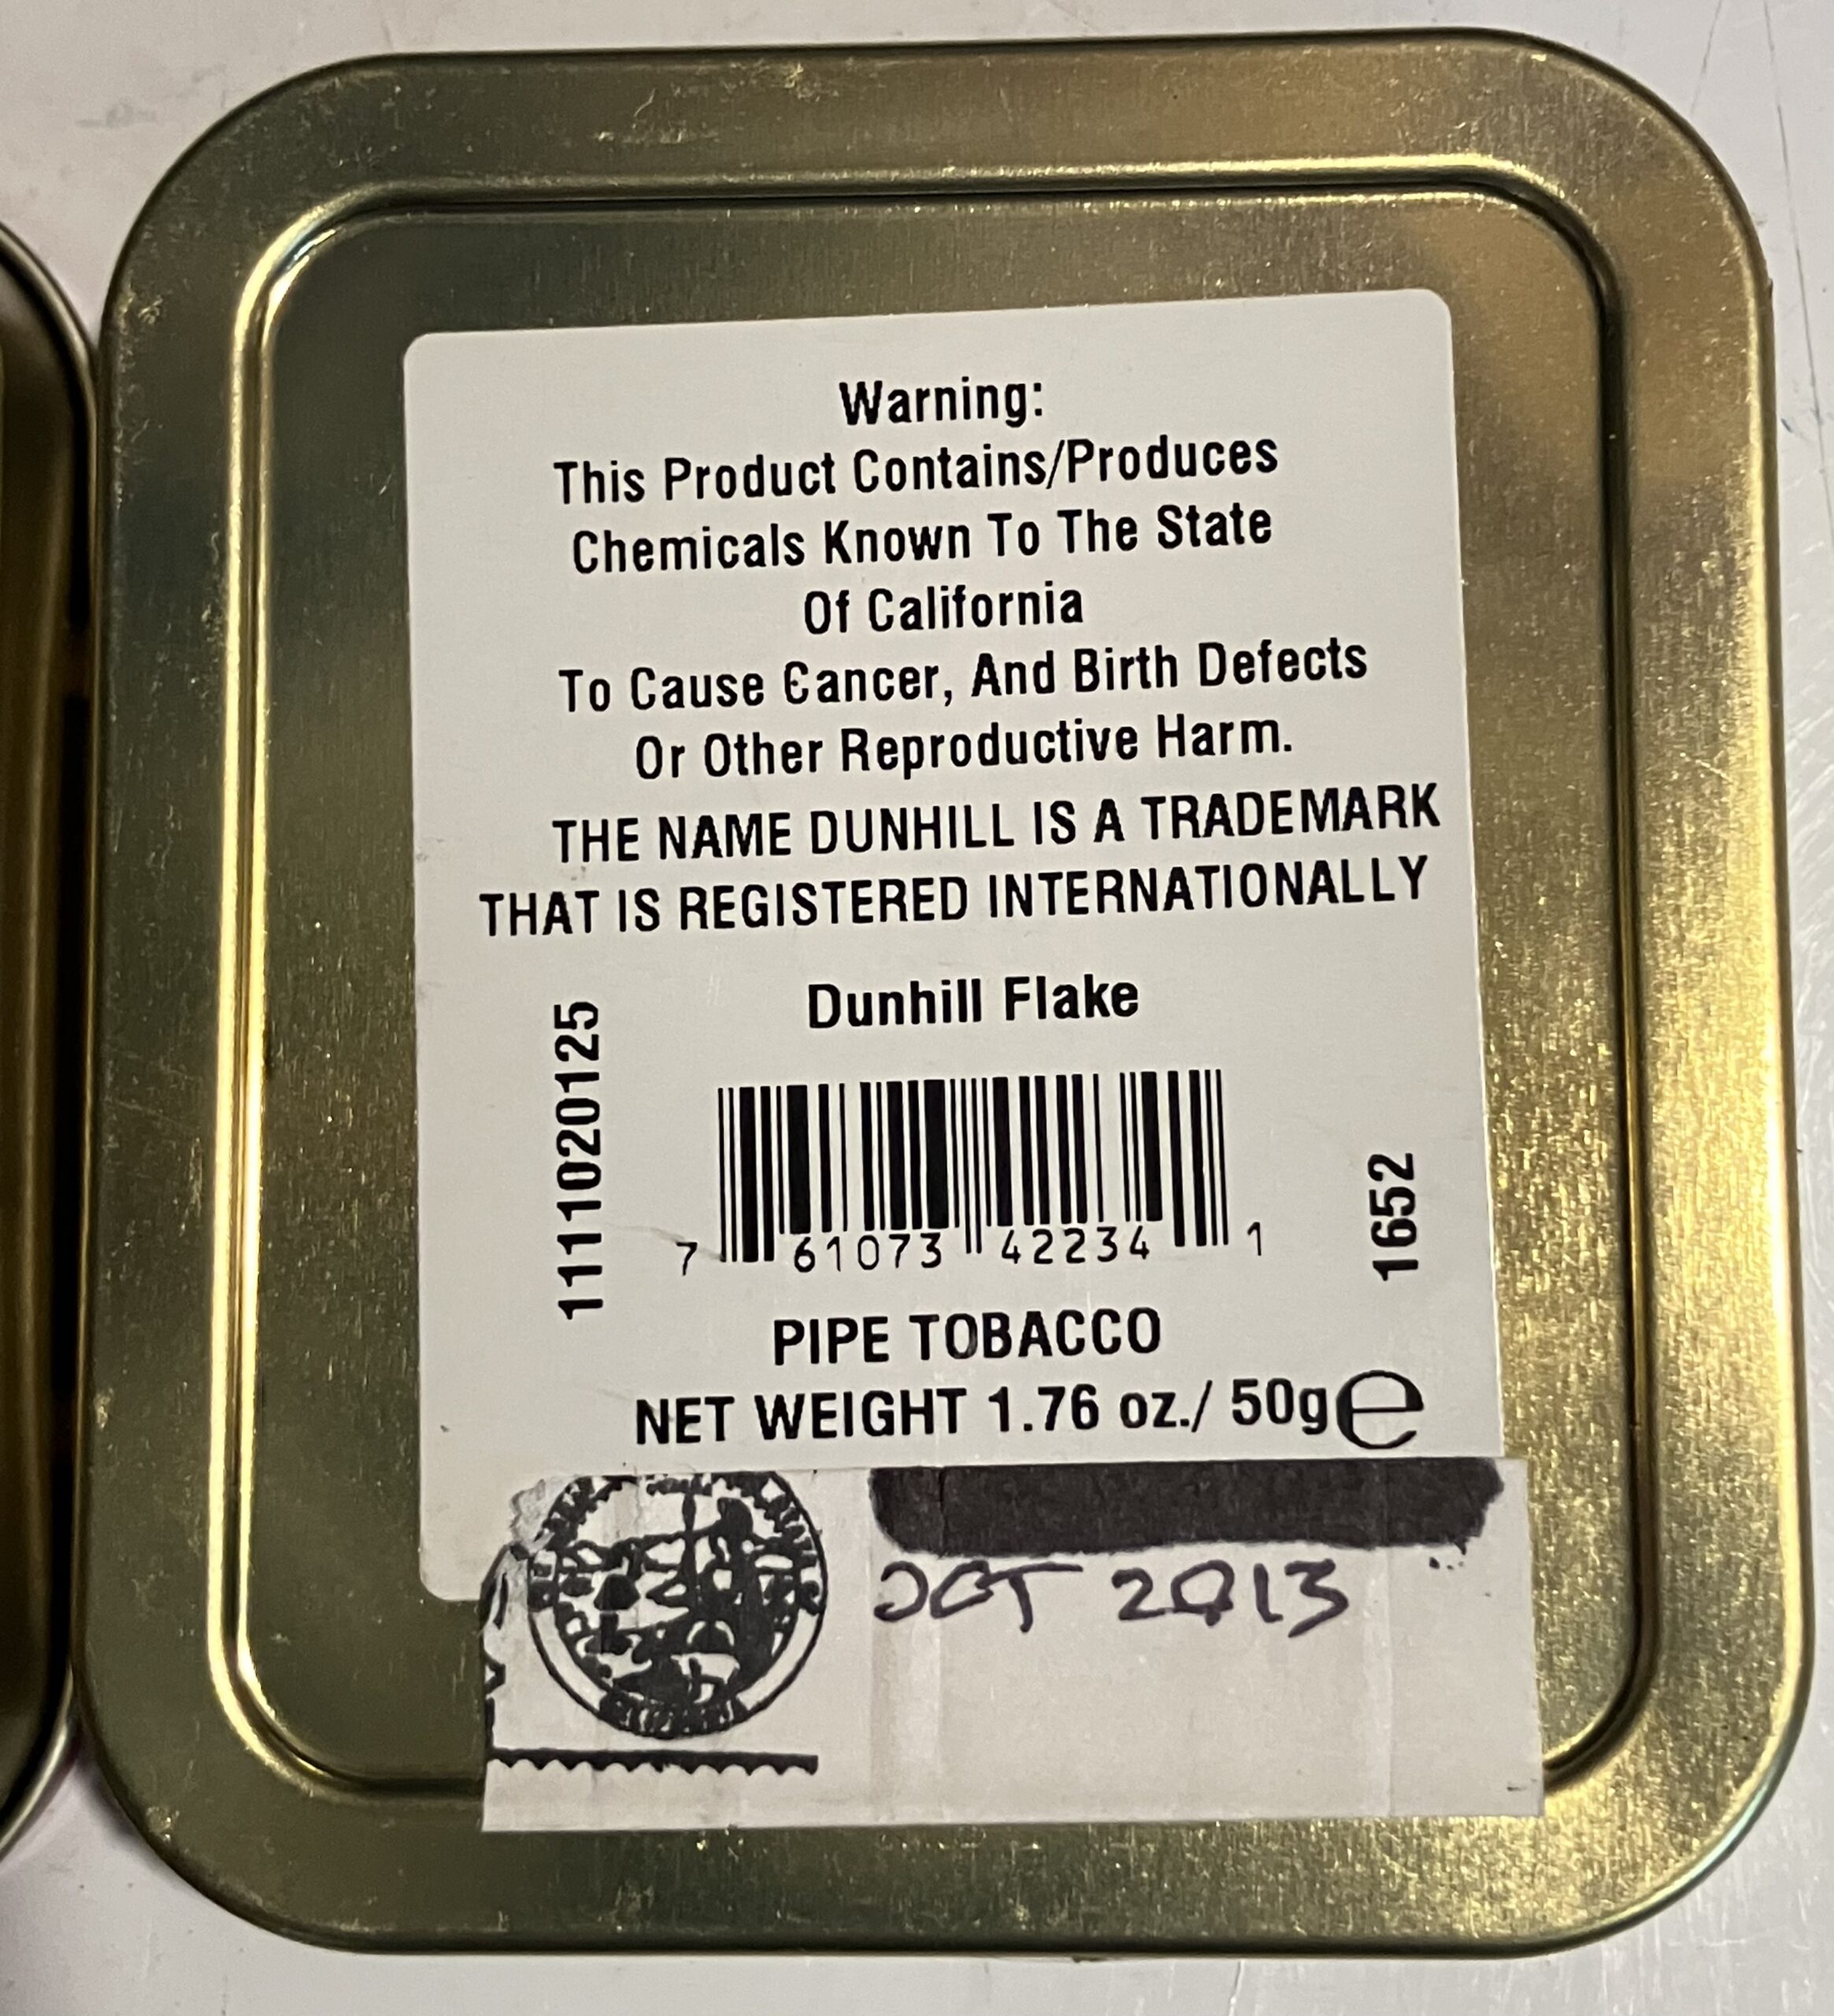 Warning:
This Product Contains/Produces
Chemicals Known To The State
Of California
To Cause Cancer, And Birth Defects
Or Other Reproductive Harm.
THE NAME DUNHILL IS A TRADEMARK
THAT IS REGISTERED INTERNATIONALLY
Dunhill Flake
1111020125
7 61073 42234 1
1652
PIPE TOBACCO
NET WEIGHT 1.76 oz./ 50g e
OCT 2013